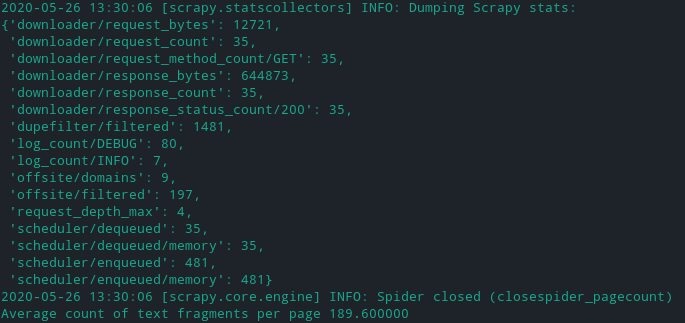 2020-05-26 13:30:06 [scrapy.statscollectors] INFO: Dumping Scrapy stats:
{'downloader/request_bytes': 12721,
 'downloader/request_count': 35,
 'downloader/request_method_count/GET': 35,
 'downloader/response_bytes': 644873,
 'downloader/response_count': 35,
 'downloader/response_status_count/200': 35,
 'dupefilter/filtered': 1481,
 'log_count/DEBUG': 80,
 'log_count/INFO': 7,
 'offsite/domains': 9,
 'offsite/filtered': 197,
 'request_depth_max': 4,
 'scheduler/dequeued': 35,
 'scheduler/dequeued/memory': 35,
 'scheduler/enqueued': 481,
 'scheduler/enqueued/memory': 481}
2020-05-26 13:30:06 [scrapy.core.engine] INFO: Spider closed (closespider_pagecount)
Average count of text fragments per page 189.600000